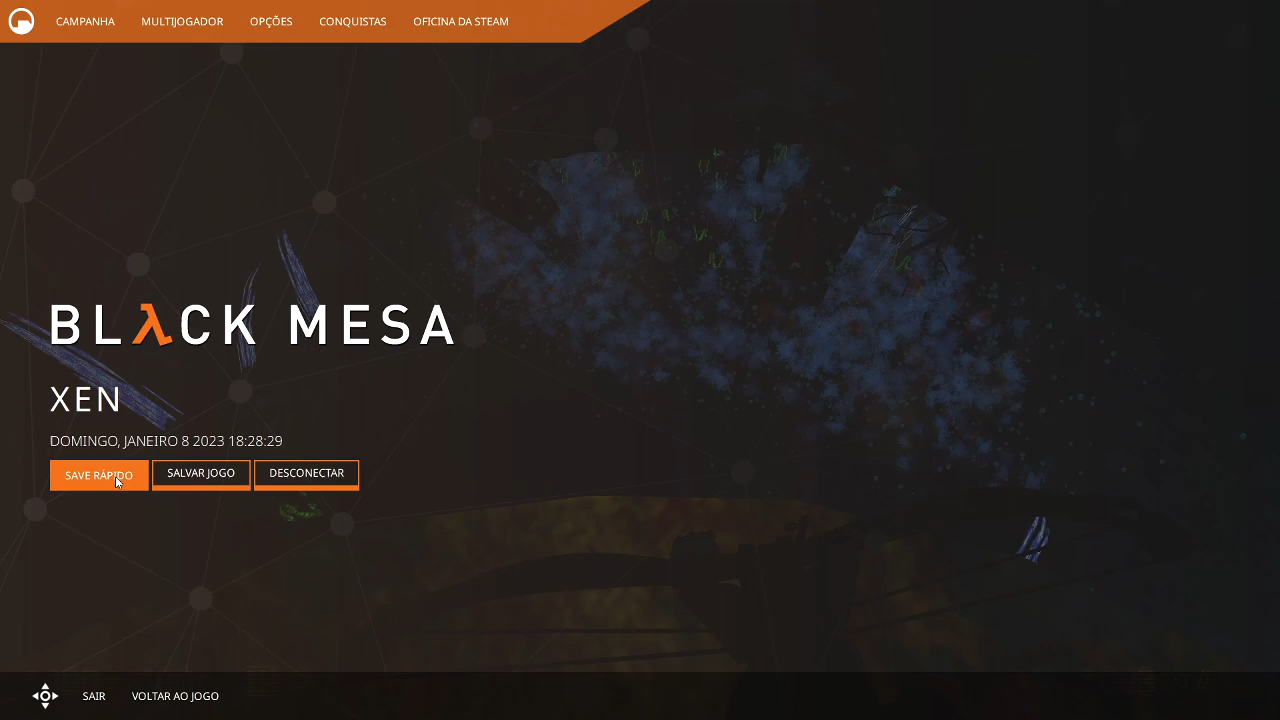 CAMPANHA MULTIJOGADOR OPÇÕES CONQUISTAS OFICINA DA STEAM
BLλCK MESA
XEN
DOMINGO, JANEIRO 8 2023 18:28:29
SAVE RÁPIDO SALVAR JOGO DESCONECTAR
SAIR VOLTAR AO JOGO